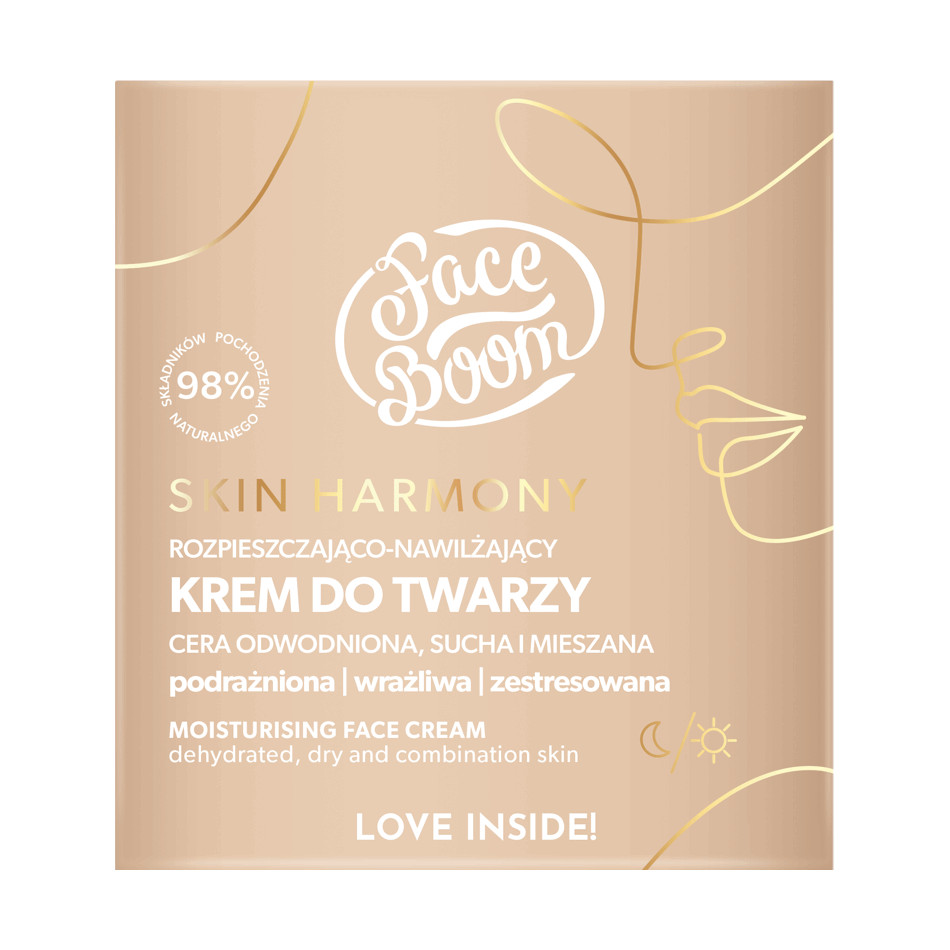 Face
Boom
98%
SKŁADNIKÓW POCHODZENIA
NATURALNEGO
SKIN HARMONY
ROZPIESZCZAJĄCO-NAWILŻAJĄCY
KREM DO TWARZY
CERA ODWODNIONA, SUCHA I MIESZANA
podrażniona | wrażliwa | zestresowana
MOISTURISING FACE CREAM
dehydrated, dry and combination skin
LOVE INSIDE!